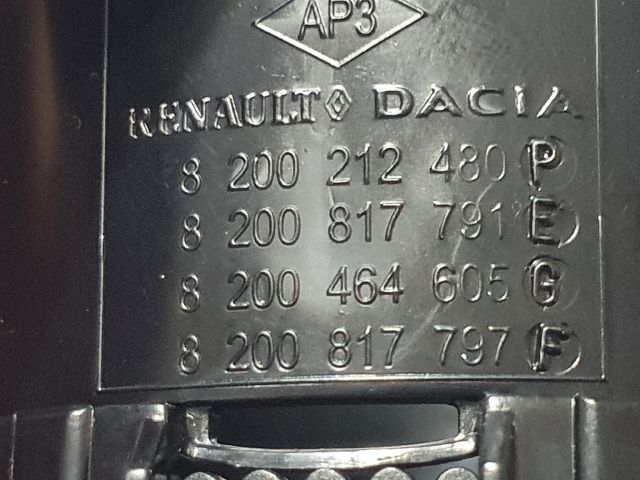 AP3
RENAULT DACIA
8 200 212 480 P
8 200 817 791 E
8 200 464 605 G
8 200 817 797 F